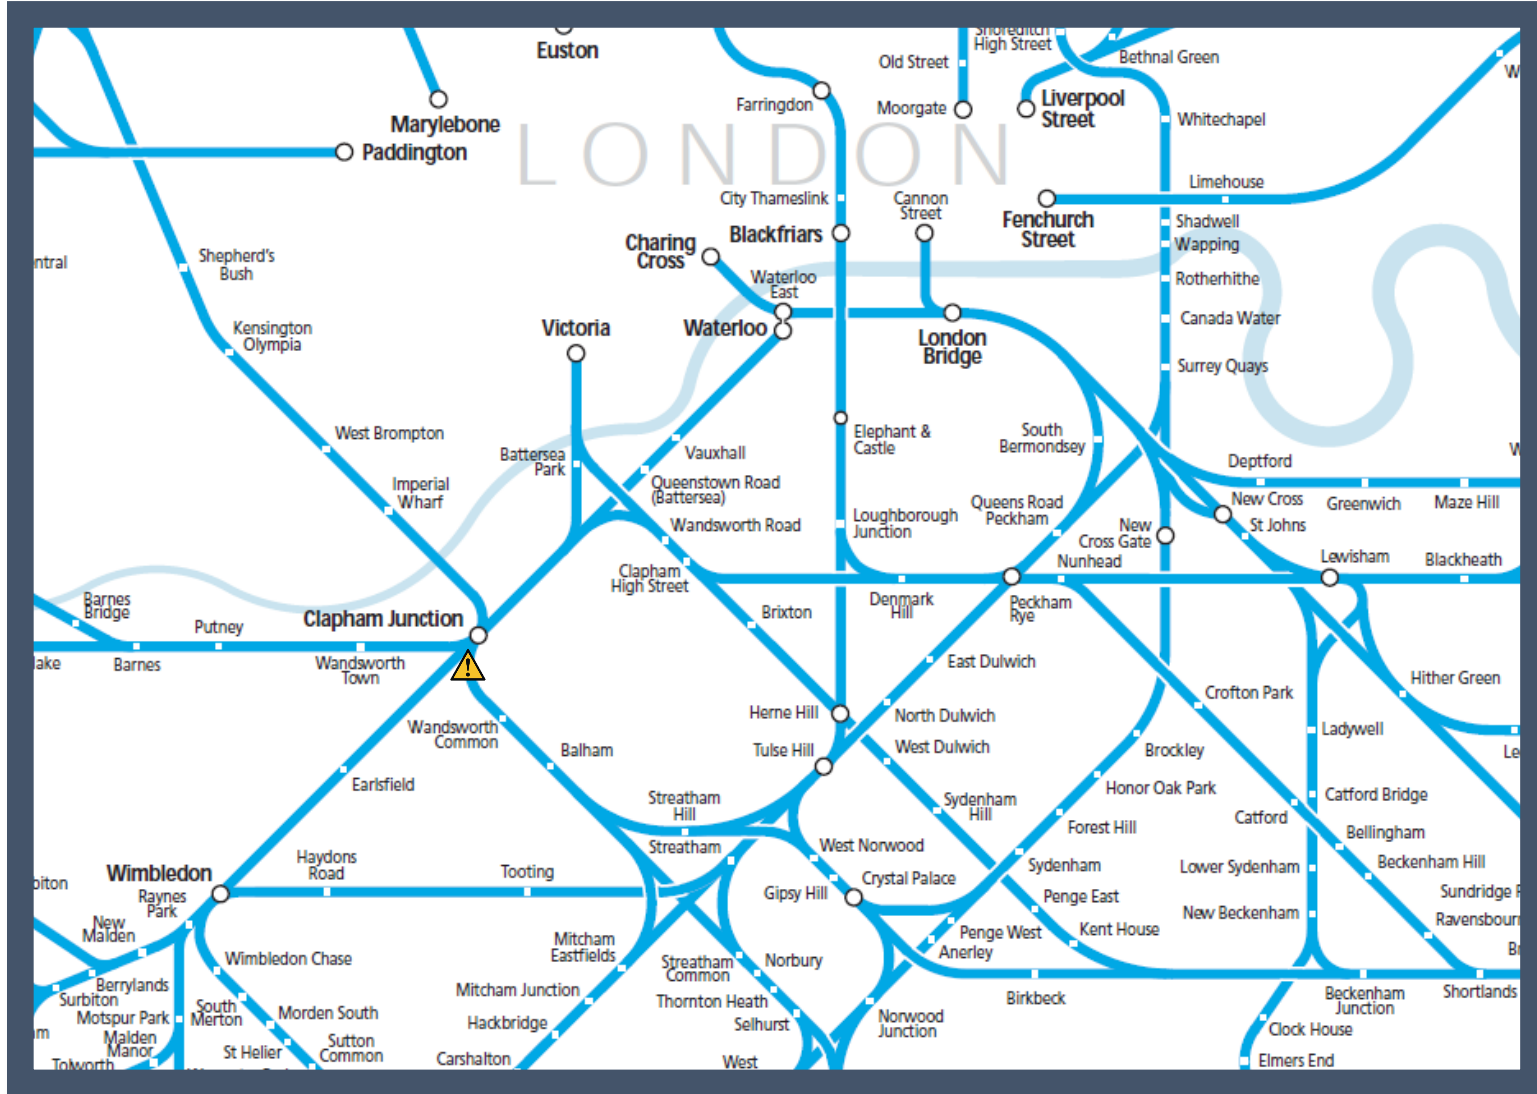 Euston
Shoreditch
High Street
Old Street
Bethnal Green
Farringdon
Moorgate
Liverpool
Street
Marylebone
Whitechapel
Paddington
LONDON
Limehouse
City Thameslink
Cannon
Street
Fenchurch
Street
Shadwell
Blackfriars
Wapping
Charing
Cross
Shepherd's
Bush
ntral
Waterloo
East
Rotherhithe
Kensington
Olympia
Victoria
Waterloo
London
Bridge
Canada Water
Surrey Quays
West Brompton
Elephant &
Castle
South
Bermondsey
Battersea
Park
Vauxhall
Deptford
W
W
Imperial
Wharf
Queenstown Road
(Battersea)
New Cross
Greenwich
Maze Hill
Wandsworth Road
Loughborough
Junction
Queens Road
Peckham
New
Cross Gate
St Johns
Nunhead
Lewisham
Blackheath
Clapham
High Street
Barnes
Bridge
Putney
Clapham Junction
Brixton
Denmark
Hill
Peckham
Rye
lake
Barnes
Wandsworth
Town
East Dulwich
Hither Green
Crofton Park
Wandsworth
Common
Herne Hill
North Dulwich
Ladywell
Balham
Tulse Hill
West Dulwich
Brockley
Le
Earlsfield
Honor Oak Park
Streatham
Hill
Sydenham
Hill
Catford Bridge
Catford
Forest Hill
Bellingham
Streatham
West Norwood
Haydons
Road
Tooting
Wimbledon
Sydenham
Lower Sydenham
Beckenham Hill
biton
Raynes
Park
Gipsy Hill
Crystal Palace
Penge East
Sundridge P
New
Malden
New Beckenham
Ravensbour
Penge West
Kent House
Mitcham
Eastfields
Anerley
Br
Wimbledon Chase
Streatham
Common
Norbury
Berrylands
Surbiton
Mitcham Junction
Thornton Heath
Birkbeck
Beckenham
Junction
Shortlands
South
Merton
Morden South
Motspur Park
Hackbridge
Selhurst
Norwood
Junction
Clock House
am
Malden
Manor
St Helier
Sutton
Common
Carshalton
West
Elmers End
Tolworth